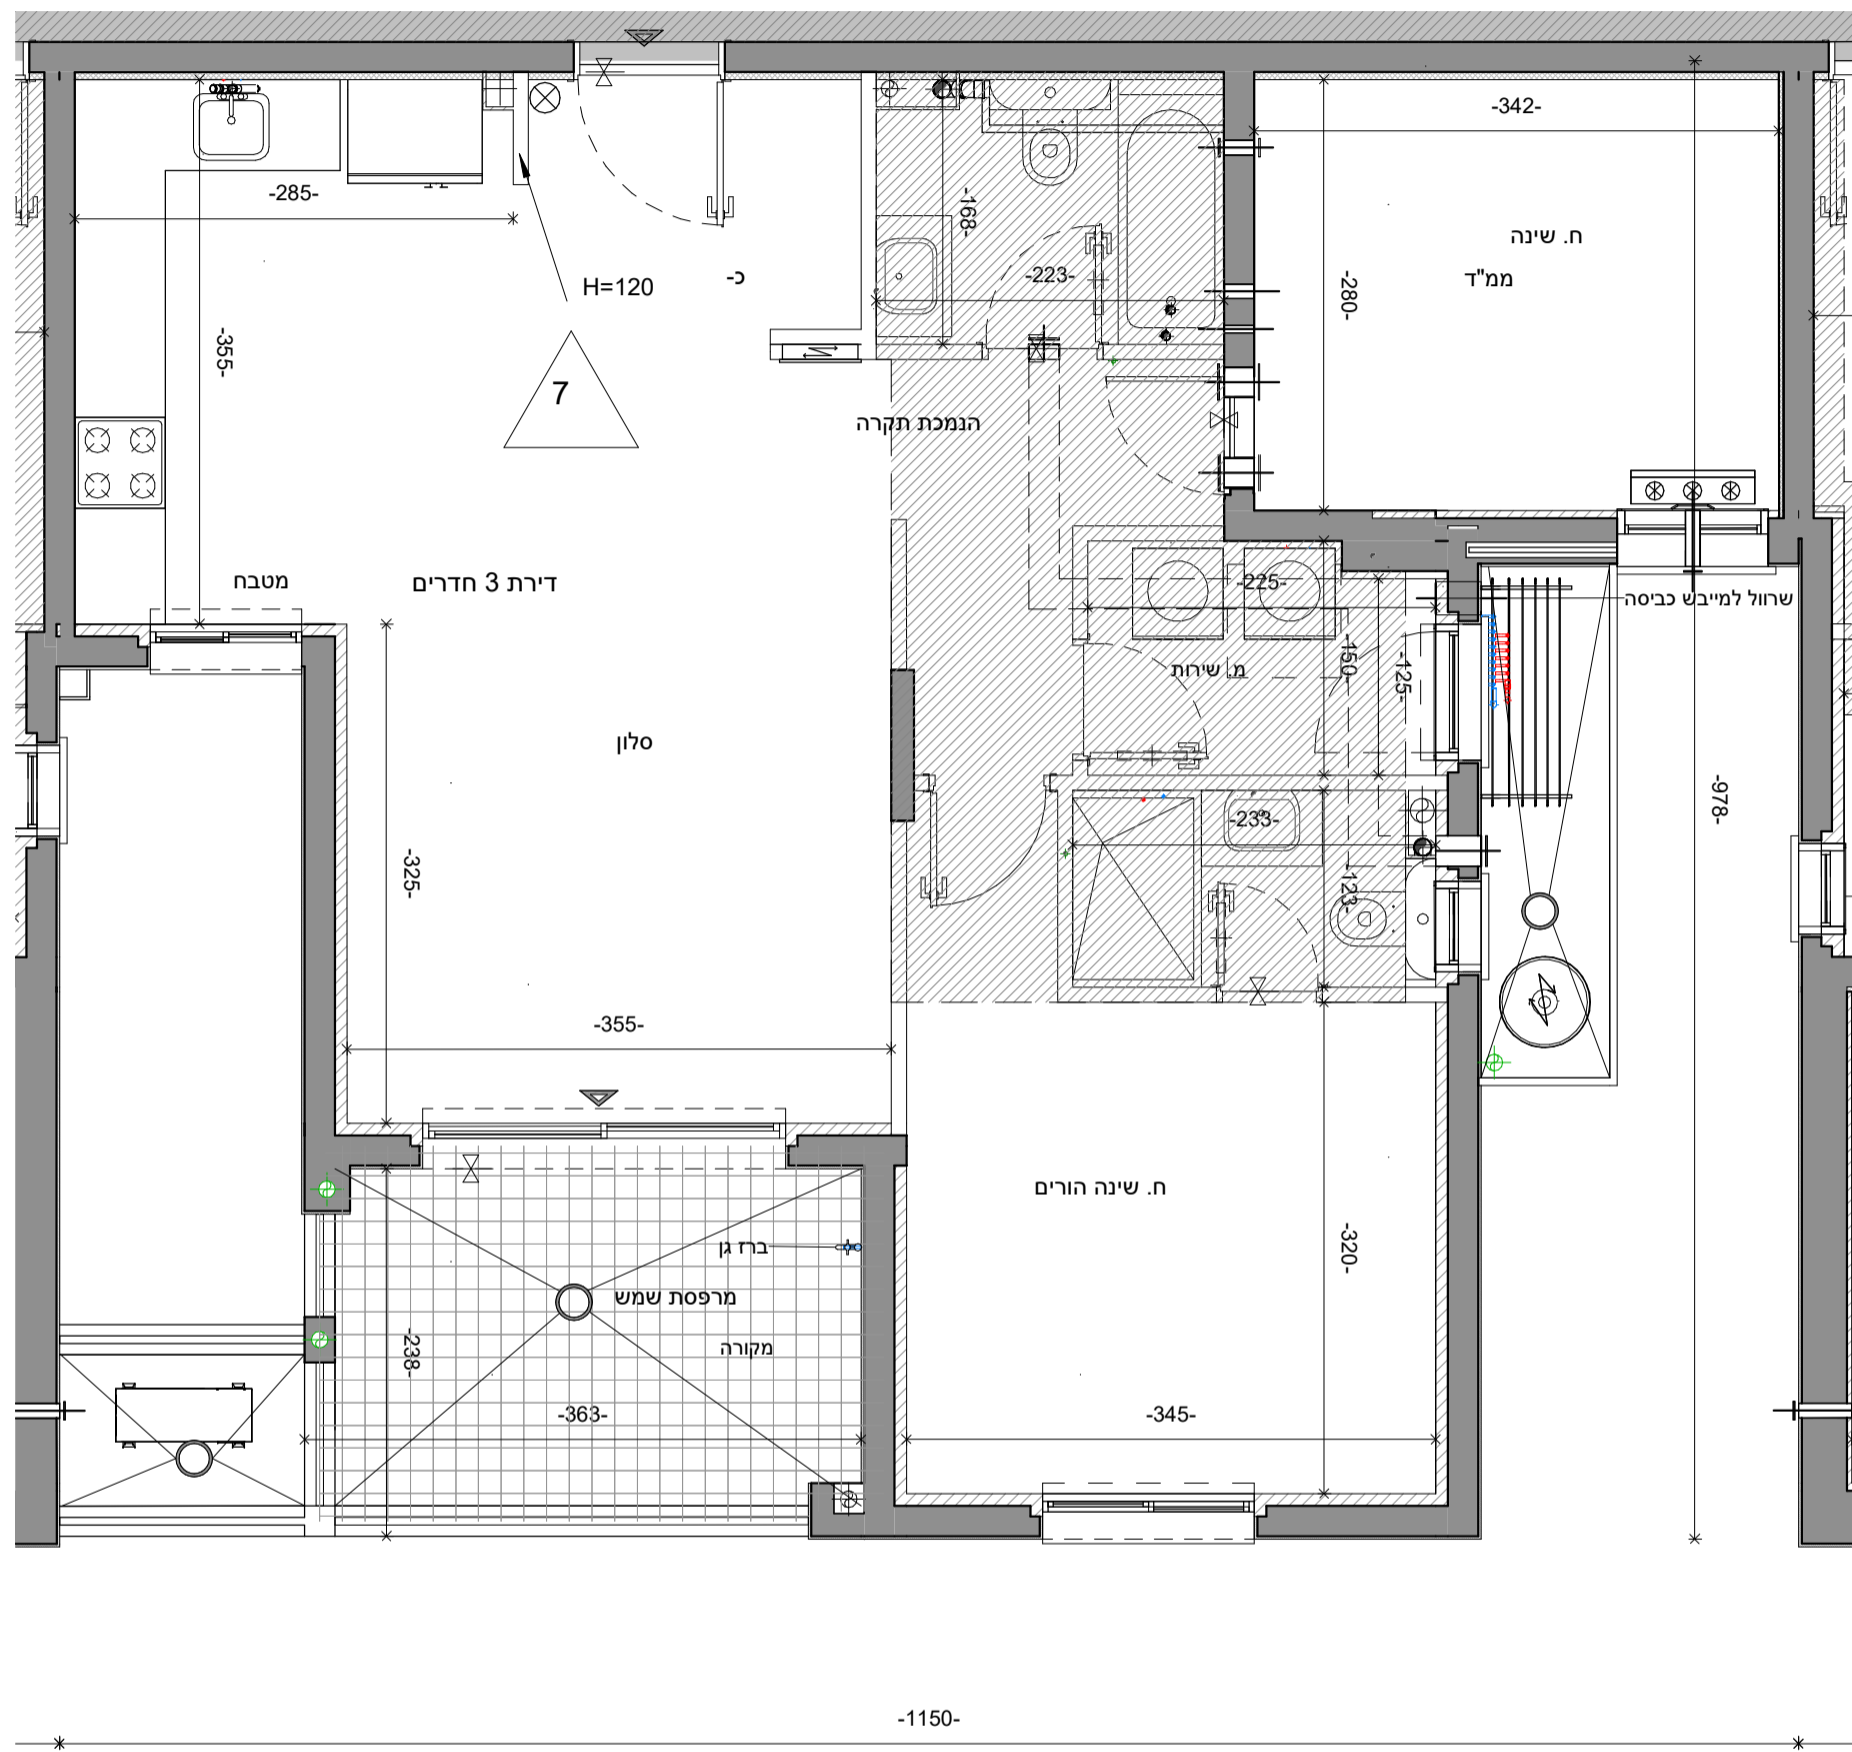 -342-
-285-
ח. שינה
ממ"ד
-168-
-223-
כ-
H=120
-280-
-355-
7
הנמכת תקרה
מטבח
דירת 3 חדרים
-225-
שרוול למייבש כביסה
מ. שירות
-150-
-125-
סלון
-978-
-233-
-325-
-123-
-355-
ח. שינה הורים
ברז גן
-320-
מרפסת שמש
מקורה
-238-
-363-
-345-
-1150-